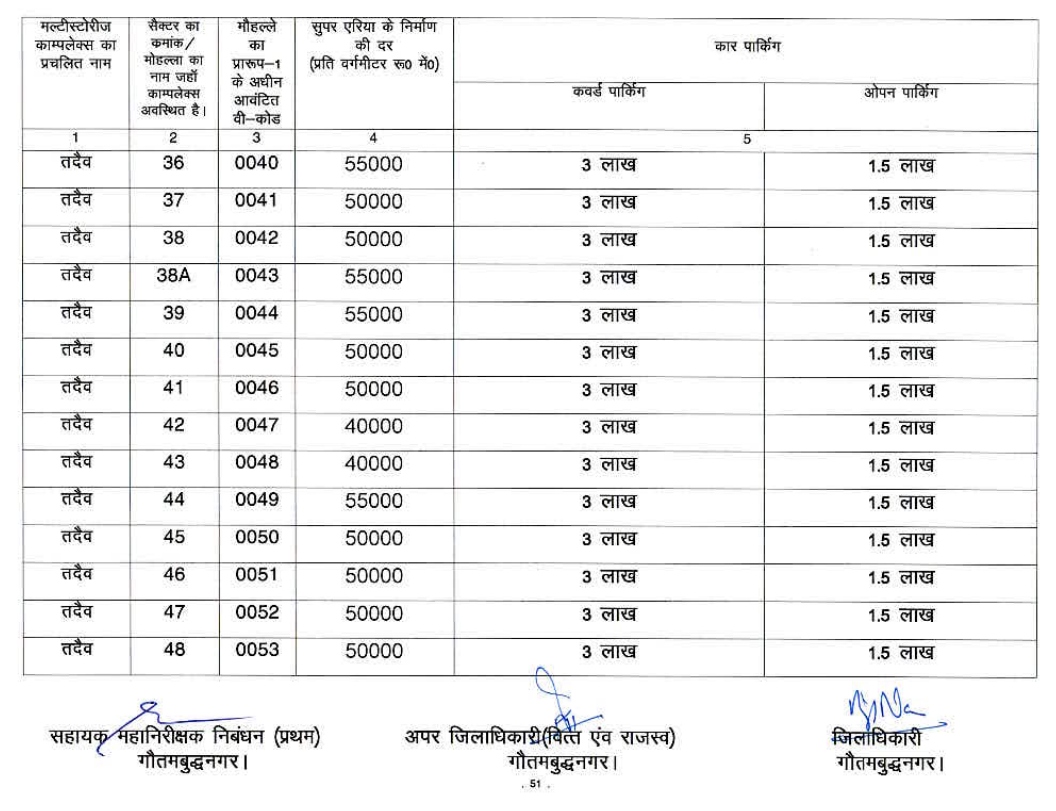 मल्टीस्टोरीज काम्पलेक्स का प्रचलित नाम | सैक्टर का कमांक/ मोहल्ला का नाम जहाँ काम्पलेक्स अवस्थित है। | मौहल्ले का प्रारूप–1 के अधीन आवंटित वी–कोड | सुपर एरिया के निर्माण की दर (प्रति वर्गमीटर रू0 में0) | कार पार्किग
कवर्ड पार्किग | ओपन पार्किग
1 | 2 | 3 | 4 | 5
तदैव | 36 | 0040 | 55000 | 3 लाख | 1.5 लाख
तदैव | 37 | 0041 | 50000 | 3 लाख | 1.5 लाख
तदैव | 38 | 0042 | 50000 | 3 लाख | 1.5 लाख
तदैव | 38A | 0043 | 55000 | 3 लाख | 1.5 लाख
तदैव | 39 | 0044 | 55000 | 3 लाख | 1.5 लाख
तदैव | 40 | 0045 | 50000 | 3 लाख | 1.5 लाख
तदैव | 41 | 0046 | 50000 | 3 लाख | 1.5 लाख
तदैव | 42 | 0047 | 40000 | 3 लाख | 1.5 लाख
तदैव | 43 | 0048 | 40000 | 3 लाख | 1.5 लाख
तदैव | 44 | 0049 | 55000 | 3 लाख | 1.5 लाख
तदैव | 45 | 0050 | 50000 | 3 लाख | 1.5 लाख
तदैव | 46 | 0051 | 50000 | 3 लाख | 1.5 लाख
तदैव | 47 | 0052 | 50000 | 3 लाख | 1.5 लाख
तदैव | 48 | 0053 | 50000 | 3 लाख | 1.5 लाख
सहायक महानिरीक्षक निबंधन (प्रथम) | अपर जिलाधिकारी(वित्त एंव राजस्व) | जिलाधिकारी
गौतमबुद्धनगर। | गौतमबुद्धनगर। | गौतमबुद्धनगर।
. 51 .